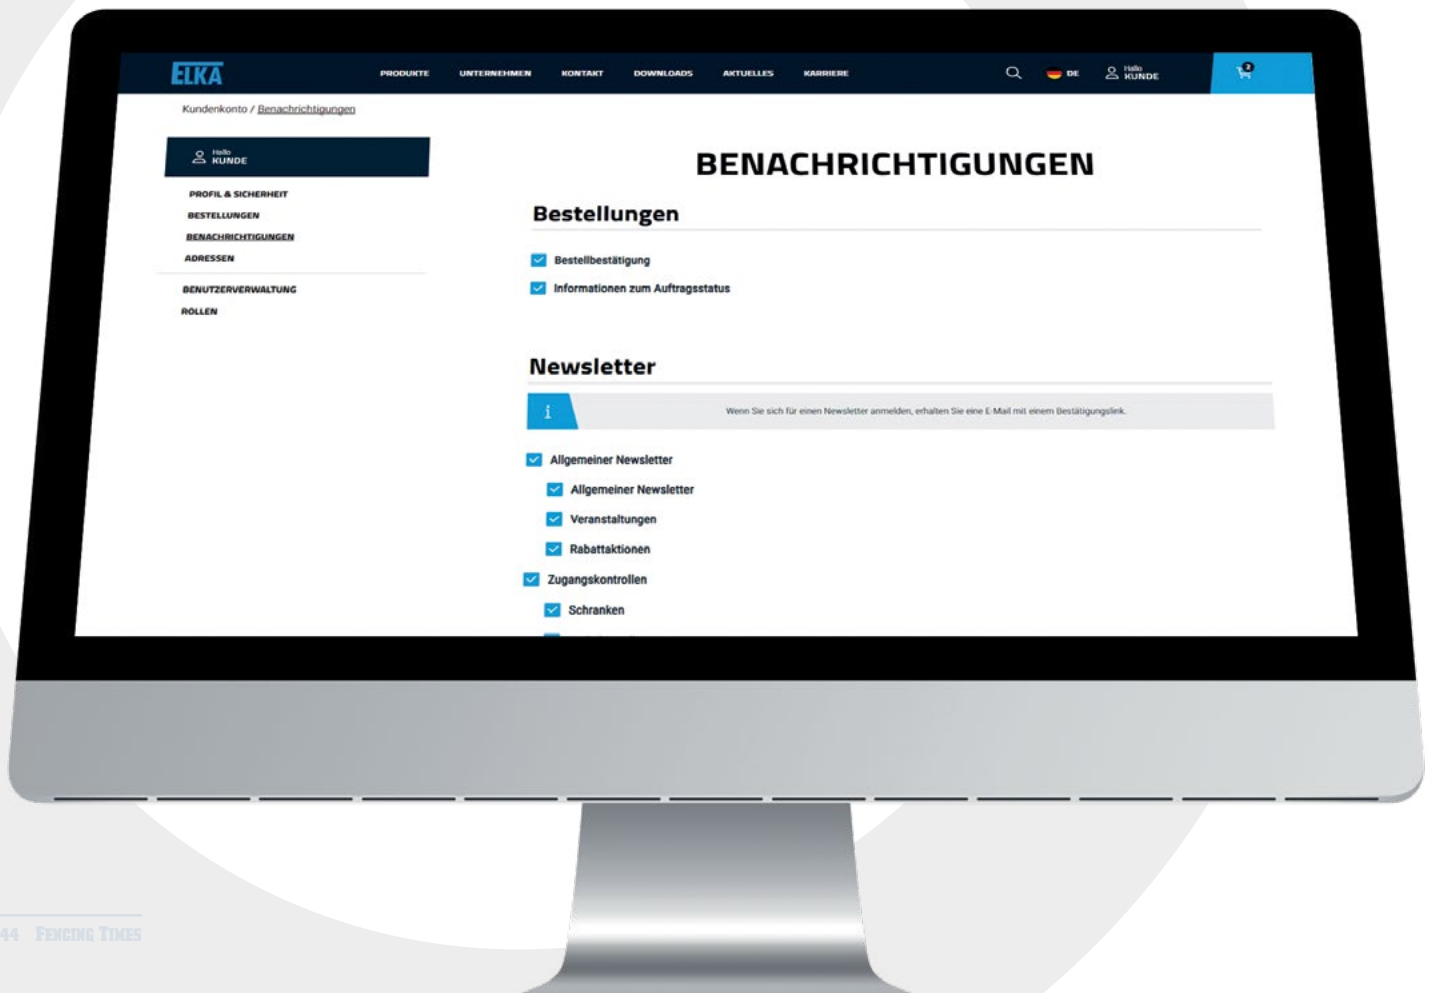 ELKA
PRODUKTE UNTERNEHMEN KONTAKT DOWNLOADS AKTUELLES KARRIERE DE Hallo KUNDE 2
Kundenkonto / Benachrichtigungen
Hallo
KUNDE
PROFIL & SICHERHEIT
BESTELLUNGEN
BENACHRICHTIGUNGEN
ADRESSEN
BENUTZERVERWALTUNG
ROLLEN
BENACHRICHTIGUNGEN
Bestellungen
Bestellbestätigung
Informationen zum Auftragsstatus
Newsletter
i Wenn Sie sich für einen Newsletter anmelden, erhalten Sie eine E-Mail mit einem Bestätigungslink.
Allgemeiner Newsletter
Allgemeiner Newsletter
Veranstaltungen
Rabattaktionen
Zugangskontrollen
Schranken
44 FENCING TIMES